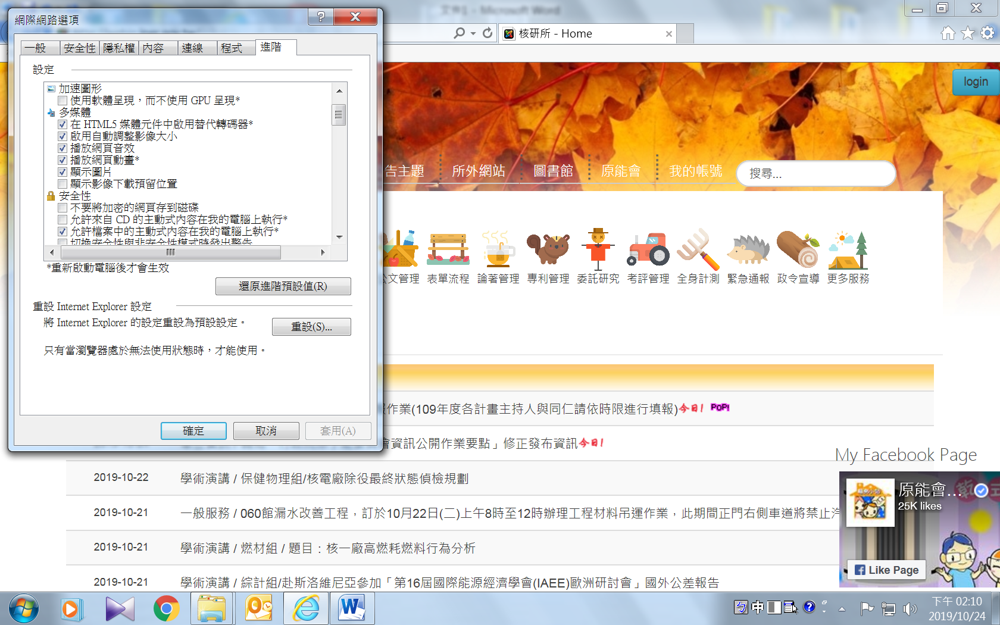 文件1 - Microsoft Word
網際網路選項
核研所 - Home
一般
安全性
隱私權
內容
連線
程式
進階
設定
加速圖形
使用軟體呈現，而不使用 GPU 呈現*
多媒體
在 HTML5 媒體元件中啟用替代轉碼器*
啟用自動調整影像大小
播放網頁音效
播放網頁動畫*
顯示圖片
顯示影像下載預留位置
安全性
不要將加密的網頁存到磁碟
允許來自 CD 的主動式內容在我的電腦上執行*
允許檔案中的主動式內容在我的電腦上執行*
切換安全性與非安全性模式時發出警告
*重新啟動電腦後才會生效
還原進階預設值(R)
重設 Internet Explorer 設定
將 Internet Explorer 的設定重設為預設設定。
重設(S)...
只有當瀏覽器處於無法使用狀態時，才能使用。
確定
取消
套用(A)
login
告主題
所外網站
圖書館
原能會
我的帳號
搜尋...
公文管理
表單流程
論著管理
專利管理
委託研究
考評管理
全身計測
緊急通報
政令宣導
更多服務
作業(109年度各計畫主持人與同仁請依時限進行填報)今日! POP!
會資訊公開作業要點」修正發布資訊今日!
2019-10-22 學術演講 / 保健物理組/核電廠除役最終狀態偵檢規劃
2019-10-21 一般服務 / 060館漏水改善工程，訂於10月22日(二)上午8時至12時辦理工程材料吊運作業，此期間正門右側車道將禁止汽
2019-10-21 學術演講 / 燃材組 / 題目：核一廠高燃耗燃料行為分析
2019-10-21 學術演講 / 綜計組/赴斯洛維尼亞參加「第16屆國際能源經濟學會(IAEE)歐洲研討會」國外公差報告
My Facebook Page
原能會...
25K likes
Like Page
中
下午 02:10
2019/10/24